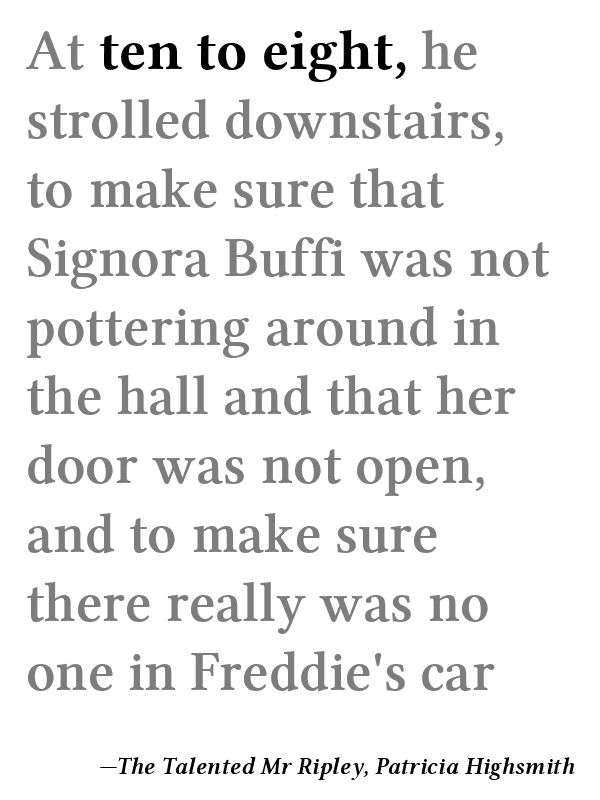 At ten to eight, he
strolled downstairs,
to make sure that
Signora Buffi was not
pottering around in
the hall and that her
door was not open,
and to make sure
there really was no
one in Freddie's car
—The Talented Mr Ripley, Patricia Highsmith